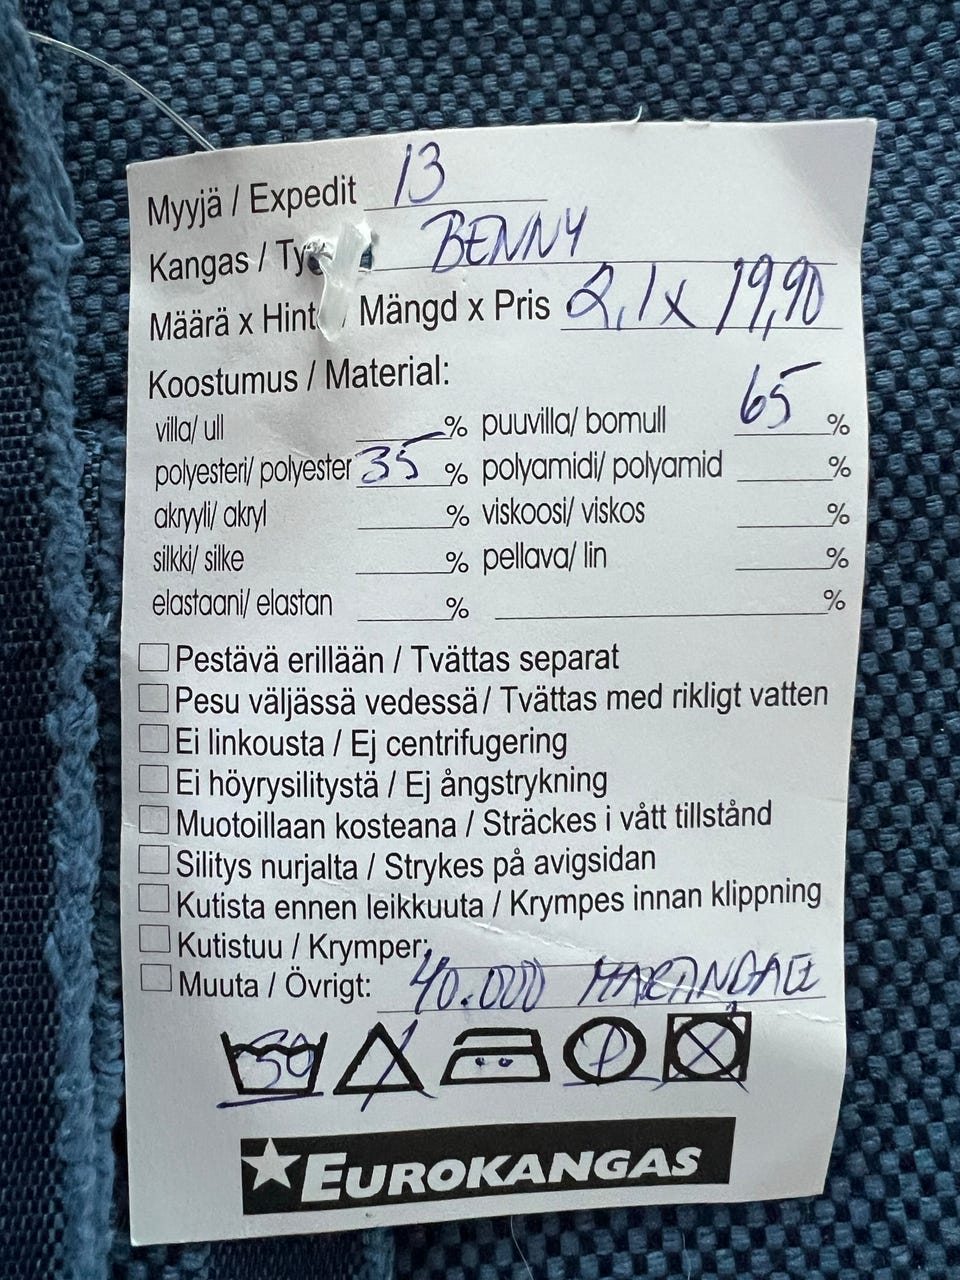 Myyjä / Expedit 13
Kangas / Ty BENNY
Määrä x Hint / Mängd x Pris 2,1 x 19,90
Koostumus / Material:
villa/ ull % puuvilla/ bomull 65 %
polyesteri/ polyester 35 % polyamidi/ polyamid %
akryyli/ akryl % viskoosi/ viskos %
silkki/ silke % pellava/ lin %
elastaani/ elastan % %
Pestävä erillään / Tvättas separat
Pesu väljässä vedessä / Tvättas med rikligt vatten
Ei linkousta / Ej centrifugering
Ei höyrysilitystä / Ej ångstrykning
Muotoillaan kosteana / Sträckes i vått tillstånd
Silitys nurjalta / Strykes på avigsidan
Kutista ennen leikkuuta / Krympes innan klippning
Kutistuu / Krymper:
Muuta / Övrigt: 40.000
P
EUROKANGAS